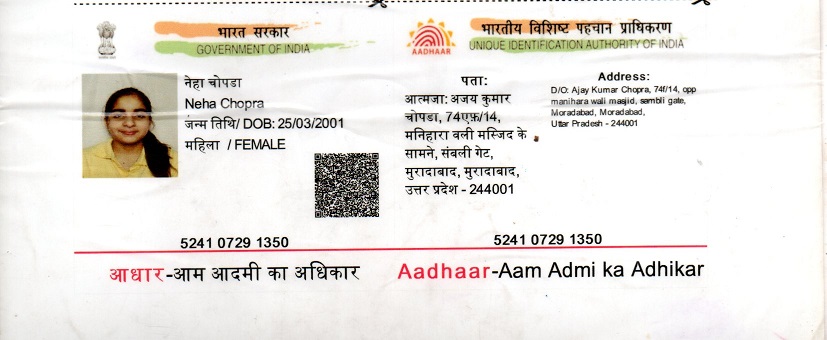 भारत सरकार
GOVERNMENT OF INDIA
नेहा चोपडा
Neha Chopra
जन्म तिथि/ DOB: 25/03/2001
महिला / FEMALE
5241 0729 1350
आधार-आम आदमी का अधिकार
भारतीय विशिष्ट पहचान प्राधिकरण
UNIQUE IDENTIFICATION AUTHORITY OF INDIA
AADHAAR
पता:
आत्मजा: अजय कुमार
चोपडा, 74एफ़/14,
मनिहारा वली मस्जिद के
सामने, संवली गेट,
मुरादाबाद, मुरादाबाद,
उत्तर प्रदेश - 244001
Address:
D/O: Ajay Kumar Chopra, 74f/14, opp
manihara wali masjid, sambli gate,
Moradabad, Moradabad,
Uttar Pradesh - 244001
5241 0729 1350
Aadhaar-Aam Admi ka Adhikar